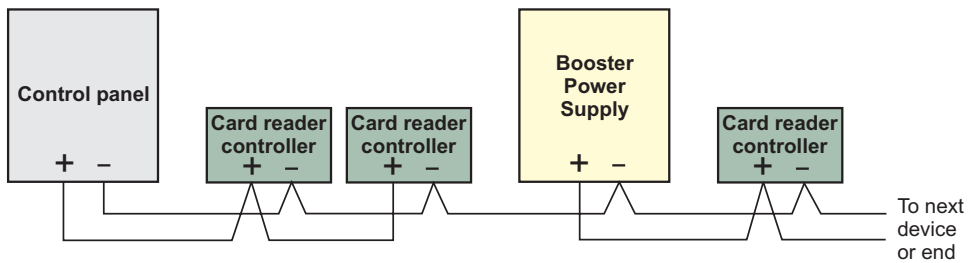 Control panel
+ –
Card reader
controller
+ –
Card reader
controller
+ –
Booster
Power
Supply
+ –
Card reader
controller
+ –
To next
device
or end